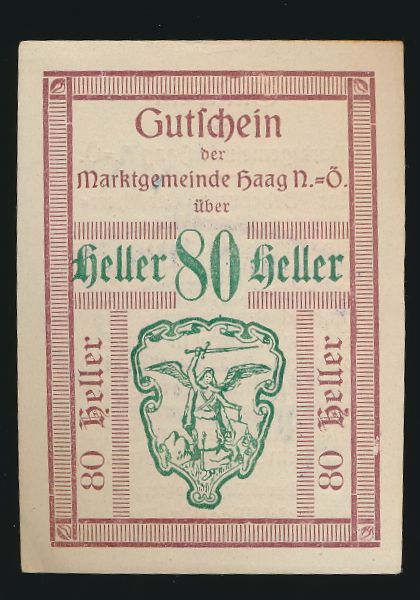 Gutschein
der
Marktgemeinde Haag N.=Ö.
über
Heller 80 Heller
80 Heller
80 Heller